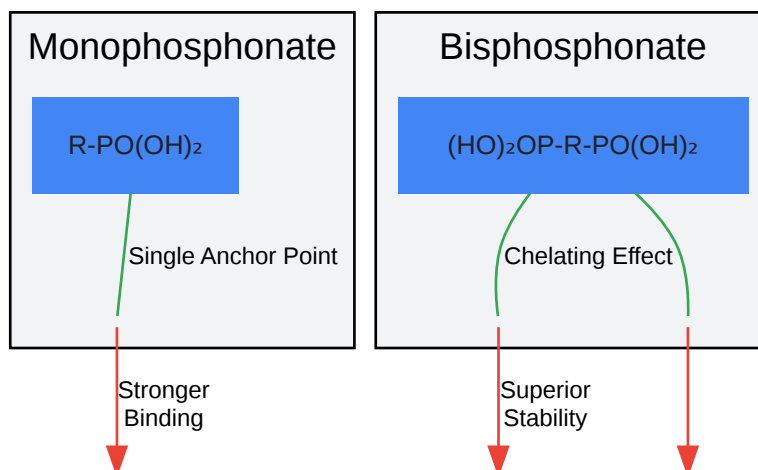 Monophosphonate
R-PO(OH)₂
Single Anchor Point
Stronger
Binding
Bisphosphonate
(HO)₂OP-R-PO(OH)₂
Chelating Effect
Superior
Stability